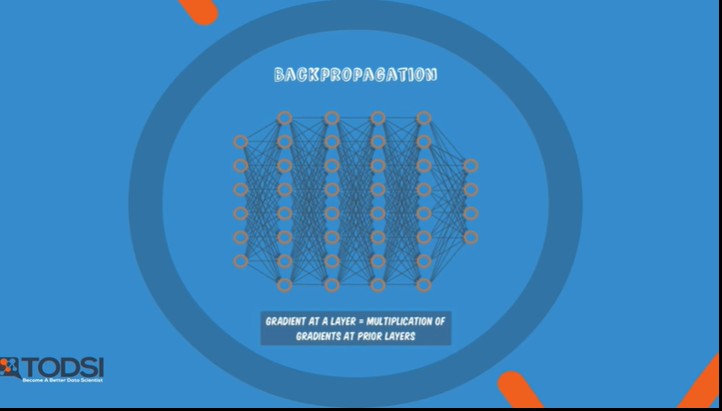 BACKPROPAGATION
GRADIENT AT A LAYER = MULTIPLICATION OF
GRADIENTS AT PRIOR LAYERS
TODSI
Become A Better Data Scientist